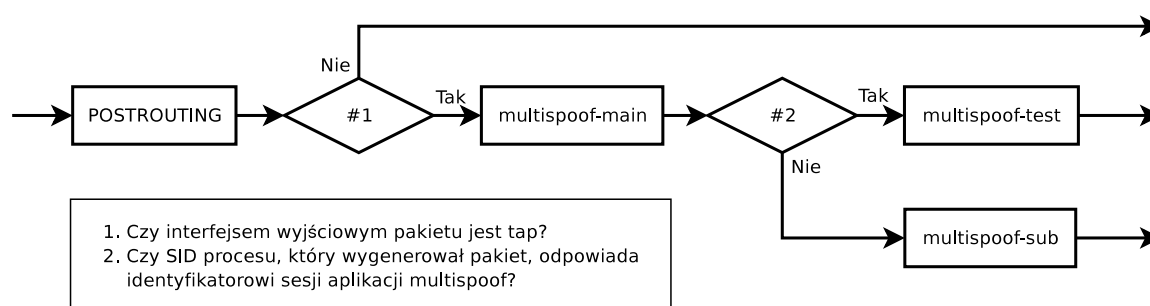 Nie
POSTROUTING
#1
Tak
multispoof-main
#2
Tak
multispoof-test
Nie
multispoof-sub
1. Czy interfejsem wyjściowym pakietu jest tap?
2. Czy SID procesu, który wygenerował pakiet, odpowiada
identyfikatorowi sesji aplikacji multispoof?